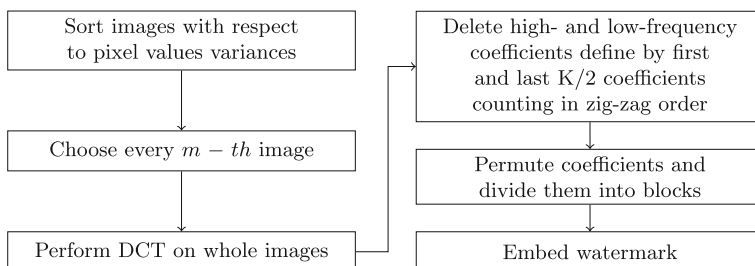 Sort images with respect
to pixel values variances
Choose every m − th image
Perform DCT on whole images
Delete high- and low-frequency
coefficients define by first
and last K/2 coefficients
counting in zig-zag order
Permute coefficients and
divide them into blocks
Embed watermark